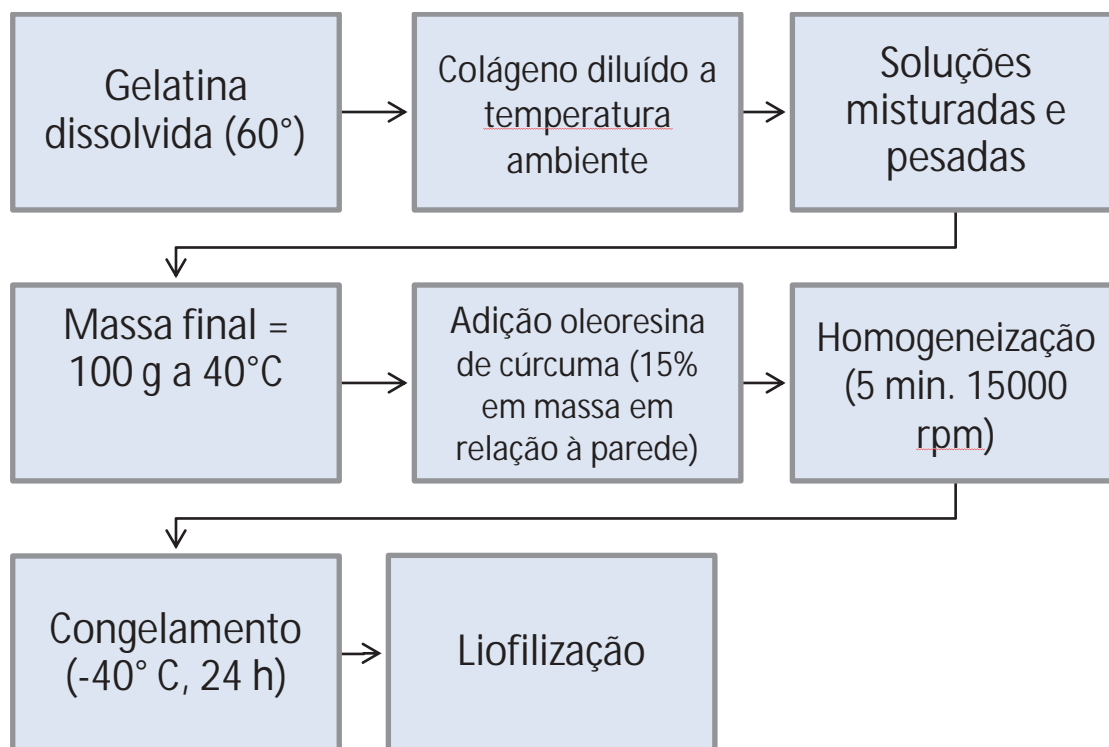 Gelatina
dissolvida (60°)
Colágeno diluído a
temperatura
ambiente
Soluções
misturadas e
pesadas
Massa final =
100 g a 40°C
Adição oleoresina
de cúrcuma (15%
em massa em
relação à parede)
Homogeneização
(5 min. 15000
rpm)
Congelamento
(-40° C, 24 h)
Liofilização